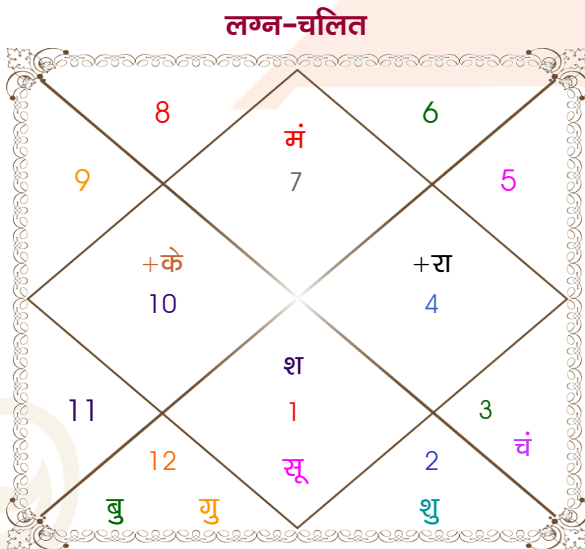 लग्न-चलित
8 6
मं
9 7 5
+के +रा
10 4
श
11 1 3
चं
12 सू 2
बु गु शु